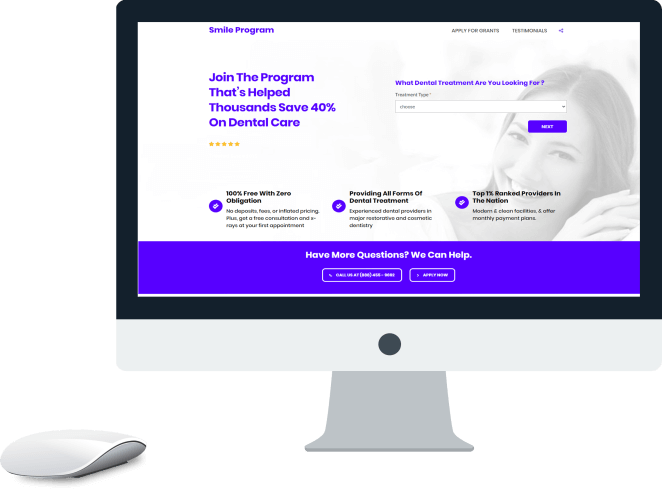 Smile Program
APPLY FOR GRANTS
TESTIMONIALS
Join The Program
That's Helped
Thousands Save 40%
On Dental Care
What Dental Treatment Are You Looking For ?
Treatment Type *
choose
NEXT
100% Free With Zero
Obligation
No deposits, fees, or inflated pricing.
Plus, get a free consultation and x-
rays at your first appointment
Providing All Forms Of
Dental Treatment
Experienced dental providers in
major restorative and cosmetic
dentistry
Top 1% Ranked Providers In
The Nation
Modern & clean facilities, & offer
monthly payment plans.
Have More Questions? We Can Help.
CALL US AT
APPLY NOW